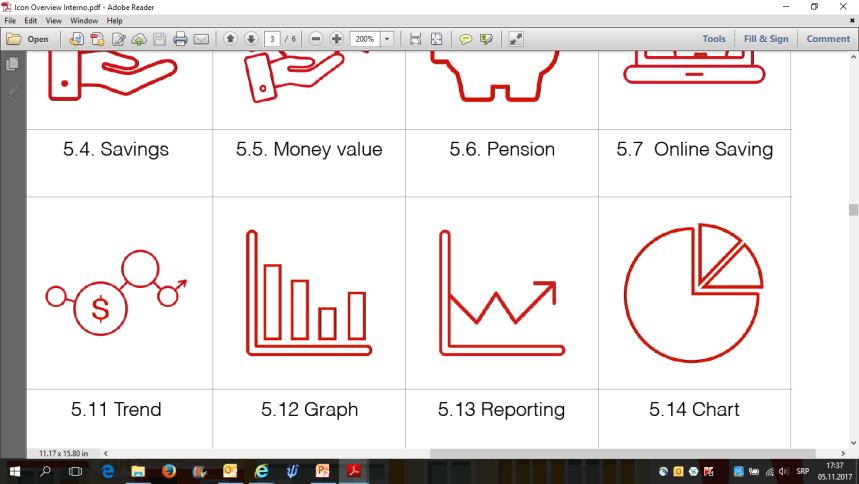 Icon Overview Interno.pdf - Adobe Reader
File Edit View Window Help
Open 3 / 6 200% Tools Fill & Sign Comment
5.4. Savings 5.5. Money value 5.6. Pension 5.7 Online Saving
$
5.11 Trend 5.12 Graph 5.13 Reporting 5.14 Chart
11.17 x 15.80 in
SRP 17:37
05.11.2017